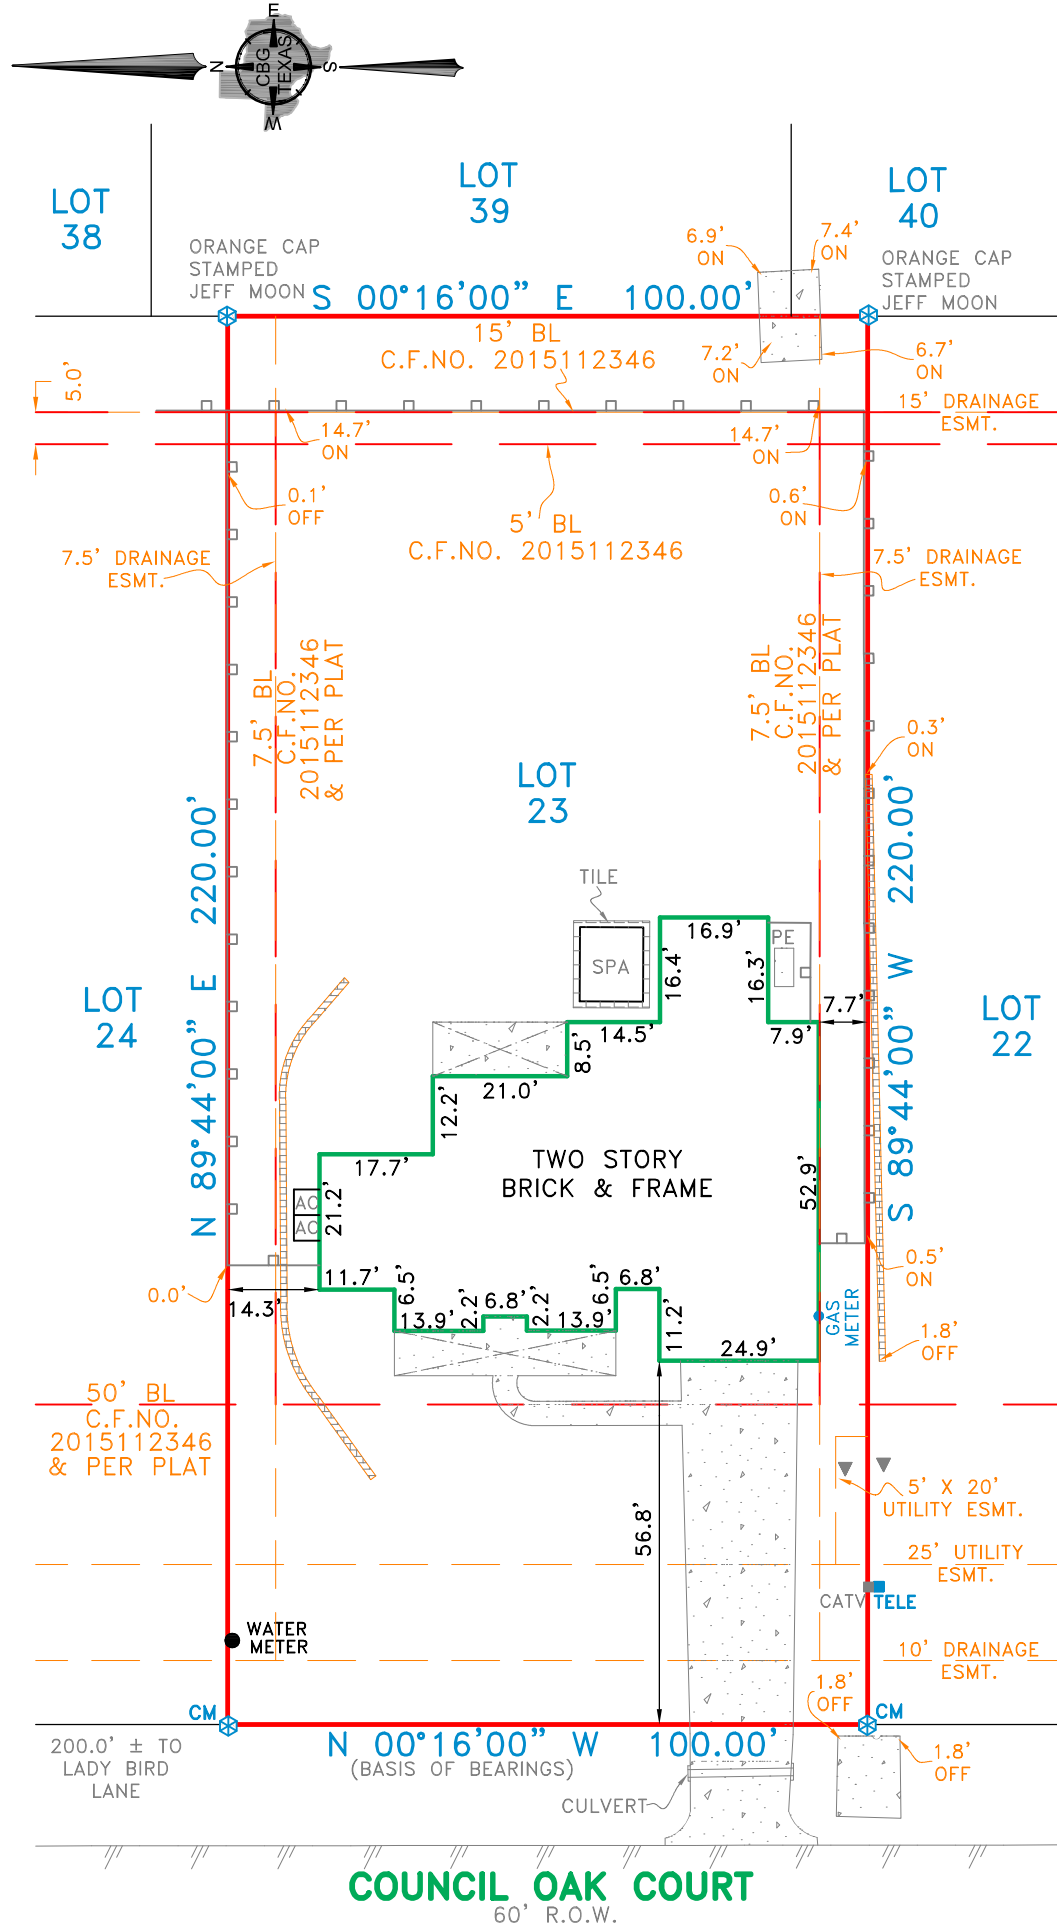 E
N
CBG
TEXAS
S
W
LOT
38
LOT
39
LOT
40
ORANGE CAP
STAMPED
JEFF MOON
6.9'
ON
7.4'
ON
ORANGE CAP
STAMPED
JEFF MOON
S 00°16'00" E 100.00'
15' BL
C.F.NO. 2015112346
7.2'
ON
6.7'
ON
5.0'
15' DRAINAGE
ESMT.
14.7'
ON
14.7'
ON
0.1'
OFF
0.6'
ON
5' BL
C.F.NO. 2015112346
7.5' DRAINAGE
ESMT.
7.5' DRAINAGE
ESMT.
7.5' BL
C.F.NO.
2015112346
& PER PLAT
7.5' BL
C.F.NO.
2015112346
& PER PLAT
0.3'
ON
LOT
23
N 89°44'00" E 220.00'
S 89°44'00" W 220.00'
TILE
SPA
16.9'
PE
16.4'
16.3'
7.7'
14.5'
7.9'
8.5'
LOT
24
LOT
22
21.0'
12.2'
TWO STORY
BRICK & FRAME
17.7'
52.9'
AC
AC
21.2'
0.5'
ON
0.0'
14.3'
11.7'
6.5'
13.9'
2.2'
6.8'
2.2'
13.9'
6.5'
6.8'
11.2'
24.9'
GAS
METER
1.8'
OFF
50' BL
C.F.NO.
2015112346
& PER PLAT
5' X 20'
UTILITY ESMT.
56.8'
25' UTILITY
ESMT.
CATV
TELE
WATER
METER
10' DRAINAGE
ESMT.
1.8'
OFF
CM
CM
N 00°16'00" W 100.00'
(BASIS OF BEARINGS)
200.0' ± TO
LADY BIRD
LANE
1.8'
OFF
CULVERT
COUNCIL OAK COURT
60' R.O.W.